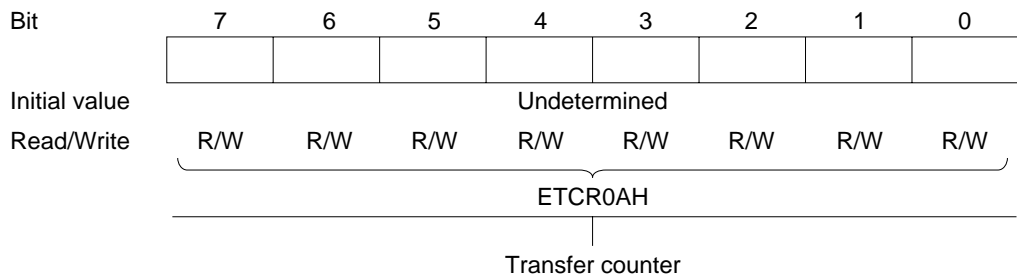 Bit 7 6 5 4 3 2 1 0
Initial value Undetermined
Read/Write R/W R/W R/W R/W R/W R/W R/W R/W
ETCR0AH
Transfer counter